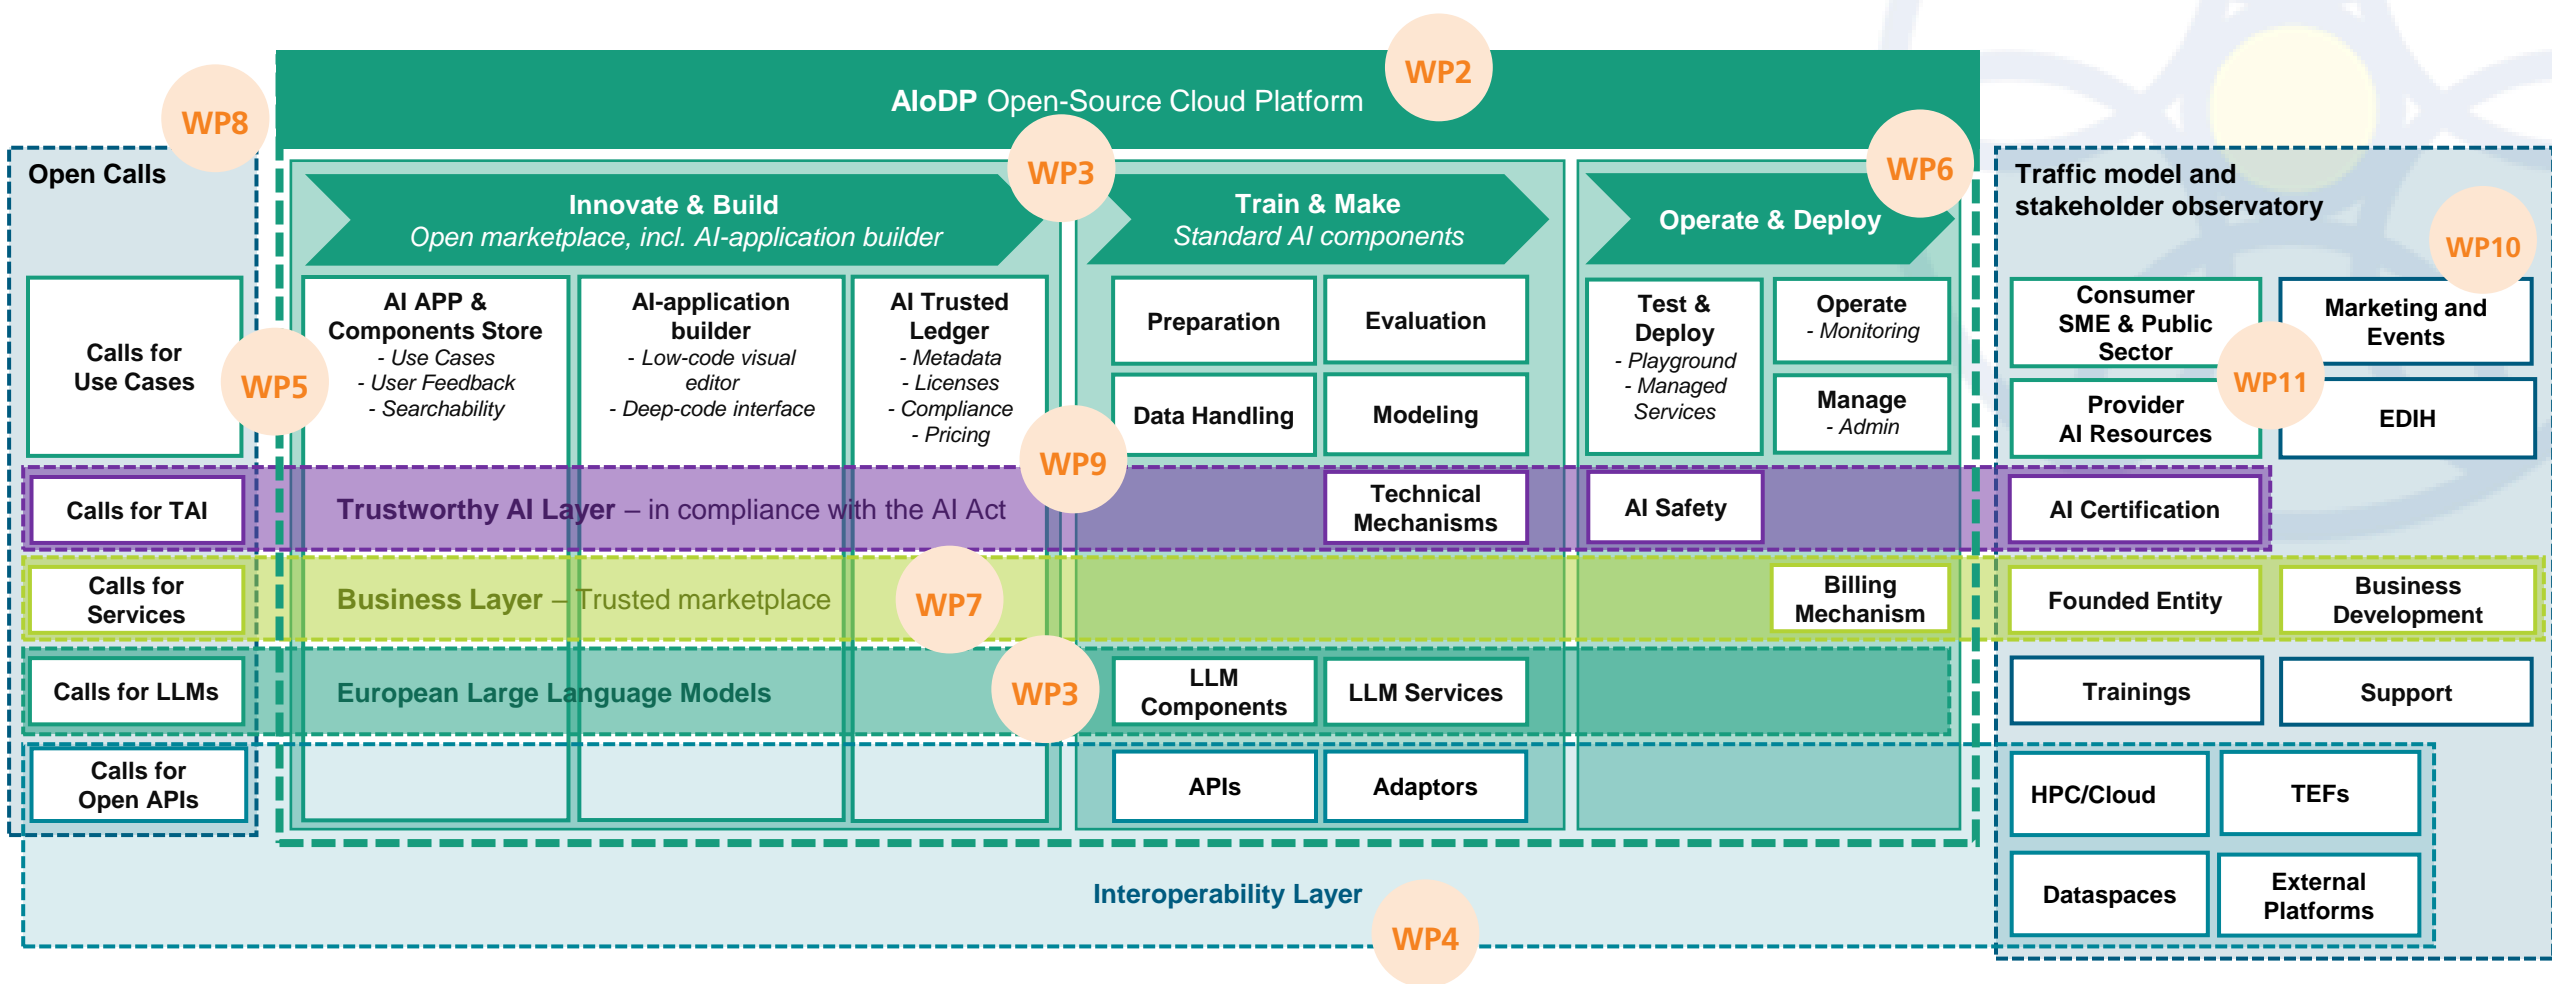 WP2
AIoDP Open-Source Cloud Platform
WP8
WP3
WP6
Open Calls
Innovate & Build
Open marketplace, incl. AI-application builder
Train & Make
Standard AI components
Operate & Deploy
Traffic model and
stakeholder observatory
WP10
Calls for
Use Cases
WP5
AI APP &
Components Store
- Use Cases
- User Feedback
- Searchability
AI-application
builder
- Low-code visual
editor
- Deep-code interface
AI Trusted
Ledger
- Metadata
- Licenses
- Compliance
- Pricing
Preparation
Evaluation
Data Handling
Modeling
Test &
Deploy
- Playground
- Managed
Services
Operate
- Monitoring
Manage
- Admin
Consumer
SME & Public
Sector
Marketing and
Events
WP11
Provider
AI Resources
EDIH
WP9
Calls for TAI
Trustworthy AI Layer – in compliance with the AI Act
Technical
Mechanisms
AI Safety
AI Certification
Calls for
Services
Business Layer – Trusted marketplace
WP7
Billing
Mechanism
Founded Entity
Business
Development
Calls for LLMs
European Large Language Models
WP3
LLM
Components
LLM Services
Trainings
Support
Calls for
Open APIs
APIs
Adaptors
HPC/Cloud
TEFs
Interoperability Layer
WP4
Dataspaces
External
Platforms